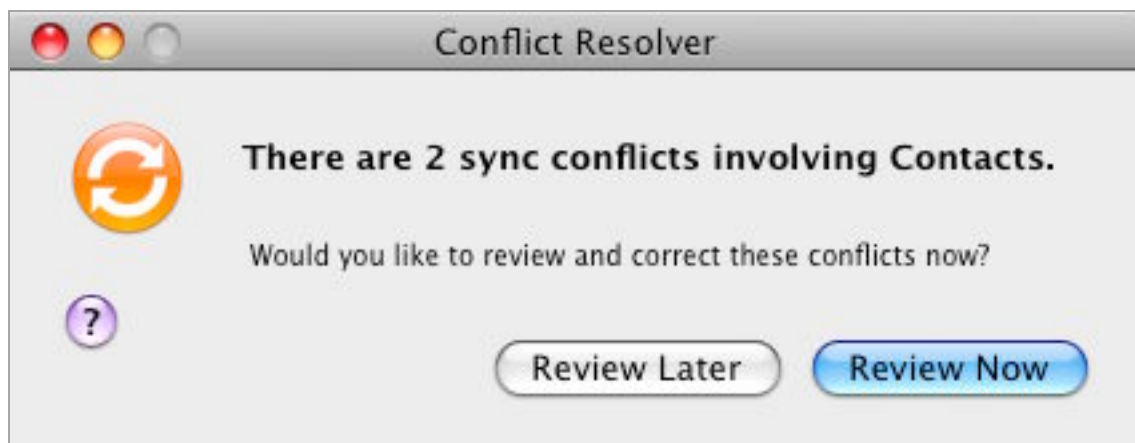 Conflict Resolver
There are 2 sync conflicts involving Contacts.
Would you like to review and correct these conflicts now?
?
Review Later
Review Now